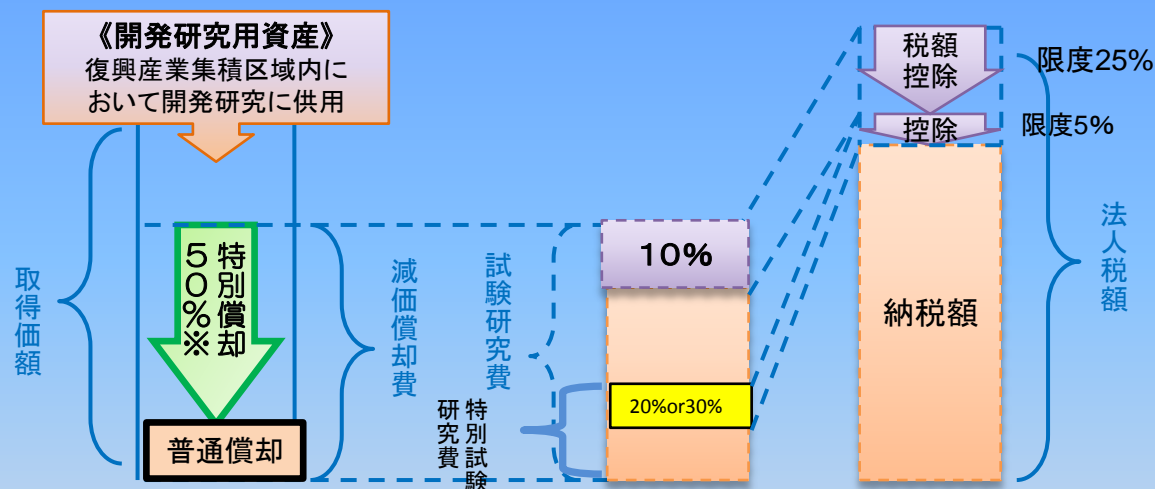 《開発研究用資産》
復興産業集積区域内に
おいて開発研究に供用
取得価額
特別償却
50%※
普通償却
減価償却費
試験研究費
特別試験
研究費
10%
20%or30%
税額
控除
限度25%
控除
限度5%
納税額
法人税額